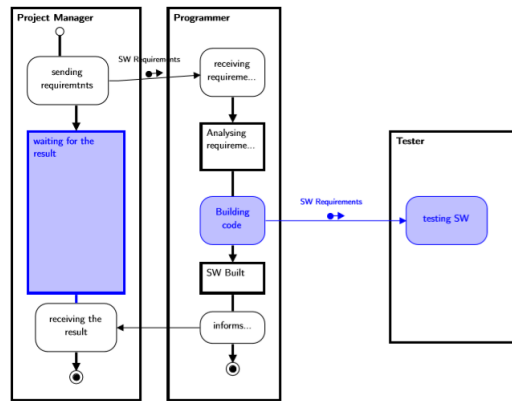 Project Manager
Programmer
SW Requirements
sending
requiremtnts
receiving
requireme...
waiting for the
result
Analysing
requireme...
Tester
Building
code
SW Requirements
testing SW
SW Built
receiving the
result
informs...